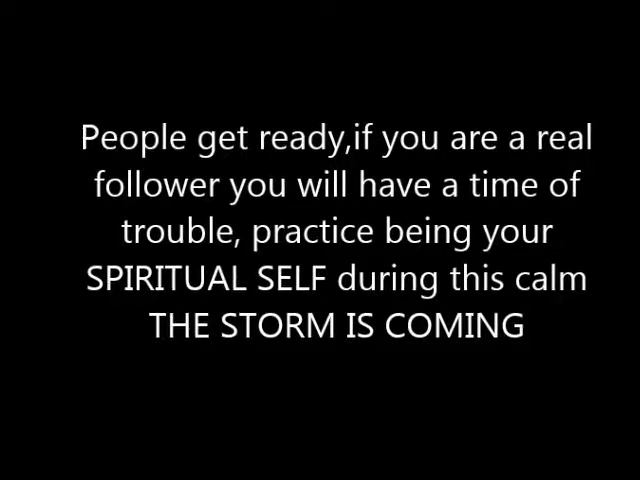 People get ready,if you are a real
follower you will have a time of
trouble, practice being your
SPIRITUAL SELF during this calm
THE STORM IS COMING